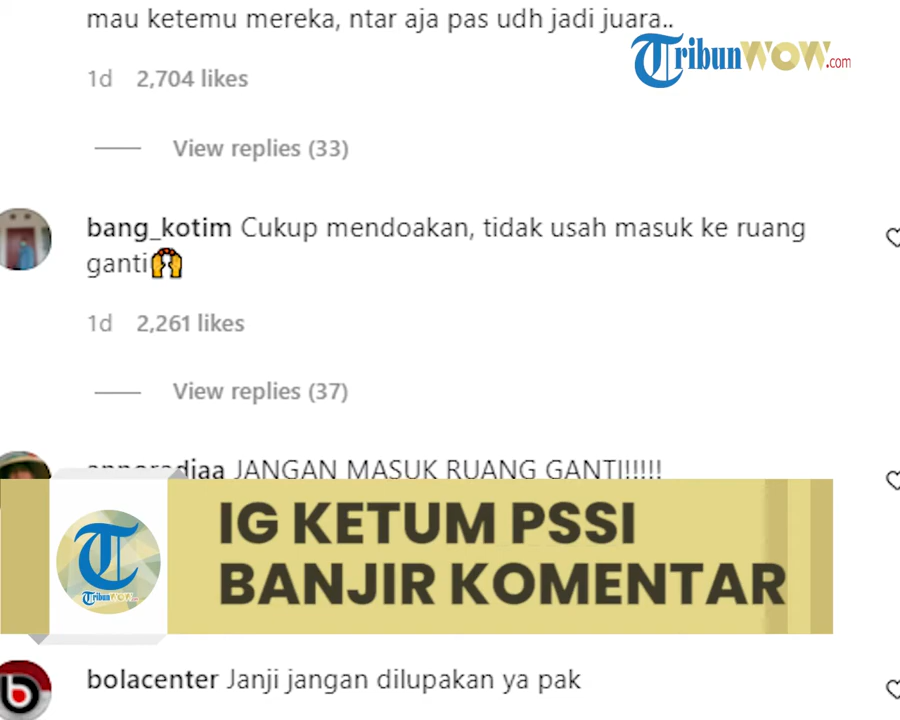 mau ketemu mereka, ntar aja pas udh jadi juara..
TribunWOW.com
1d 2,704 likes
View replies (33)
bang_kotim Cukup mendoakan, tidak usah masuk ke ruang
ganti
1d 2,261 likes
View replies (37)
JANGAN MASUK RUANG GANTI!!!!!
IG KETUM PSSI
BANJIR KOMENTAR
T
TribunWOW.com
bolacenter Janji jangan dilupakan ya pak